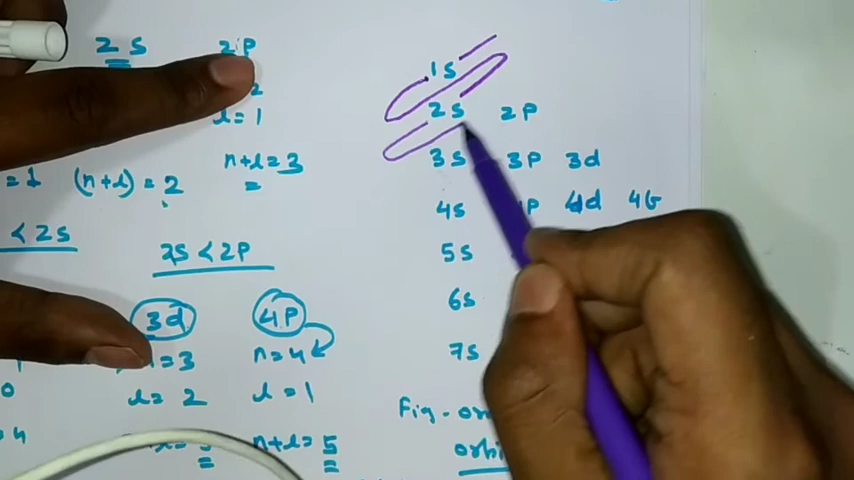 2S 2P
l=1
n+l=3
(n+l)=2
< 2S
2S < 2P
3d 4P
n=3 n=4
l=2 l=1
n+l=5
1S
2S 2P
3S 3P 3d
4S P 4d 4f
5S
6S
7S
Fig-